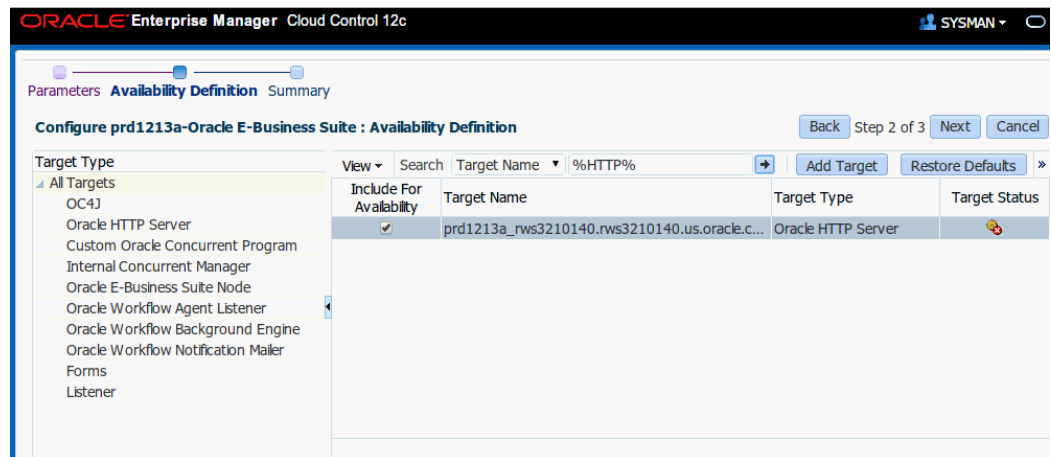 ORACLE Enterprise Manager Cloud Control 12c
SYSMAN
Parameters Availability Definition Summary
Configure prd1213a-Oracle E-Business Suite : Availability Definition
Back Step 2 of 3 Next Cancel
Target Type
View Search Target Name %HTTP% Add Target Restore Defaults »
All Targets
OC4J
Oracle HTTP Server
Custom Oracle Concurrent Program
Internal Concurrent Manager
Oracle E-Business Suite Node
Oracle Workflow Agent Listener
Oracle Workflow Background Engine
Oracle Workflow Notification Mailer
Forms
Listener
Include For Availability Target Name Target Type Target Status
prd1213a_rws3210140.rws3210140.us.oracle.c... Oracle HTTP Server